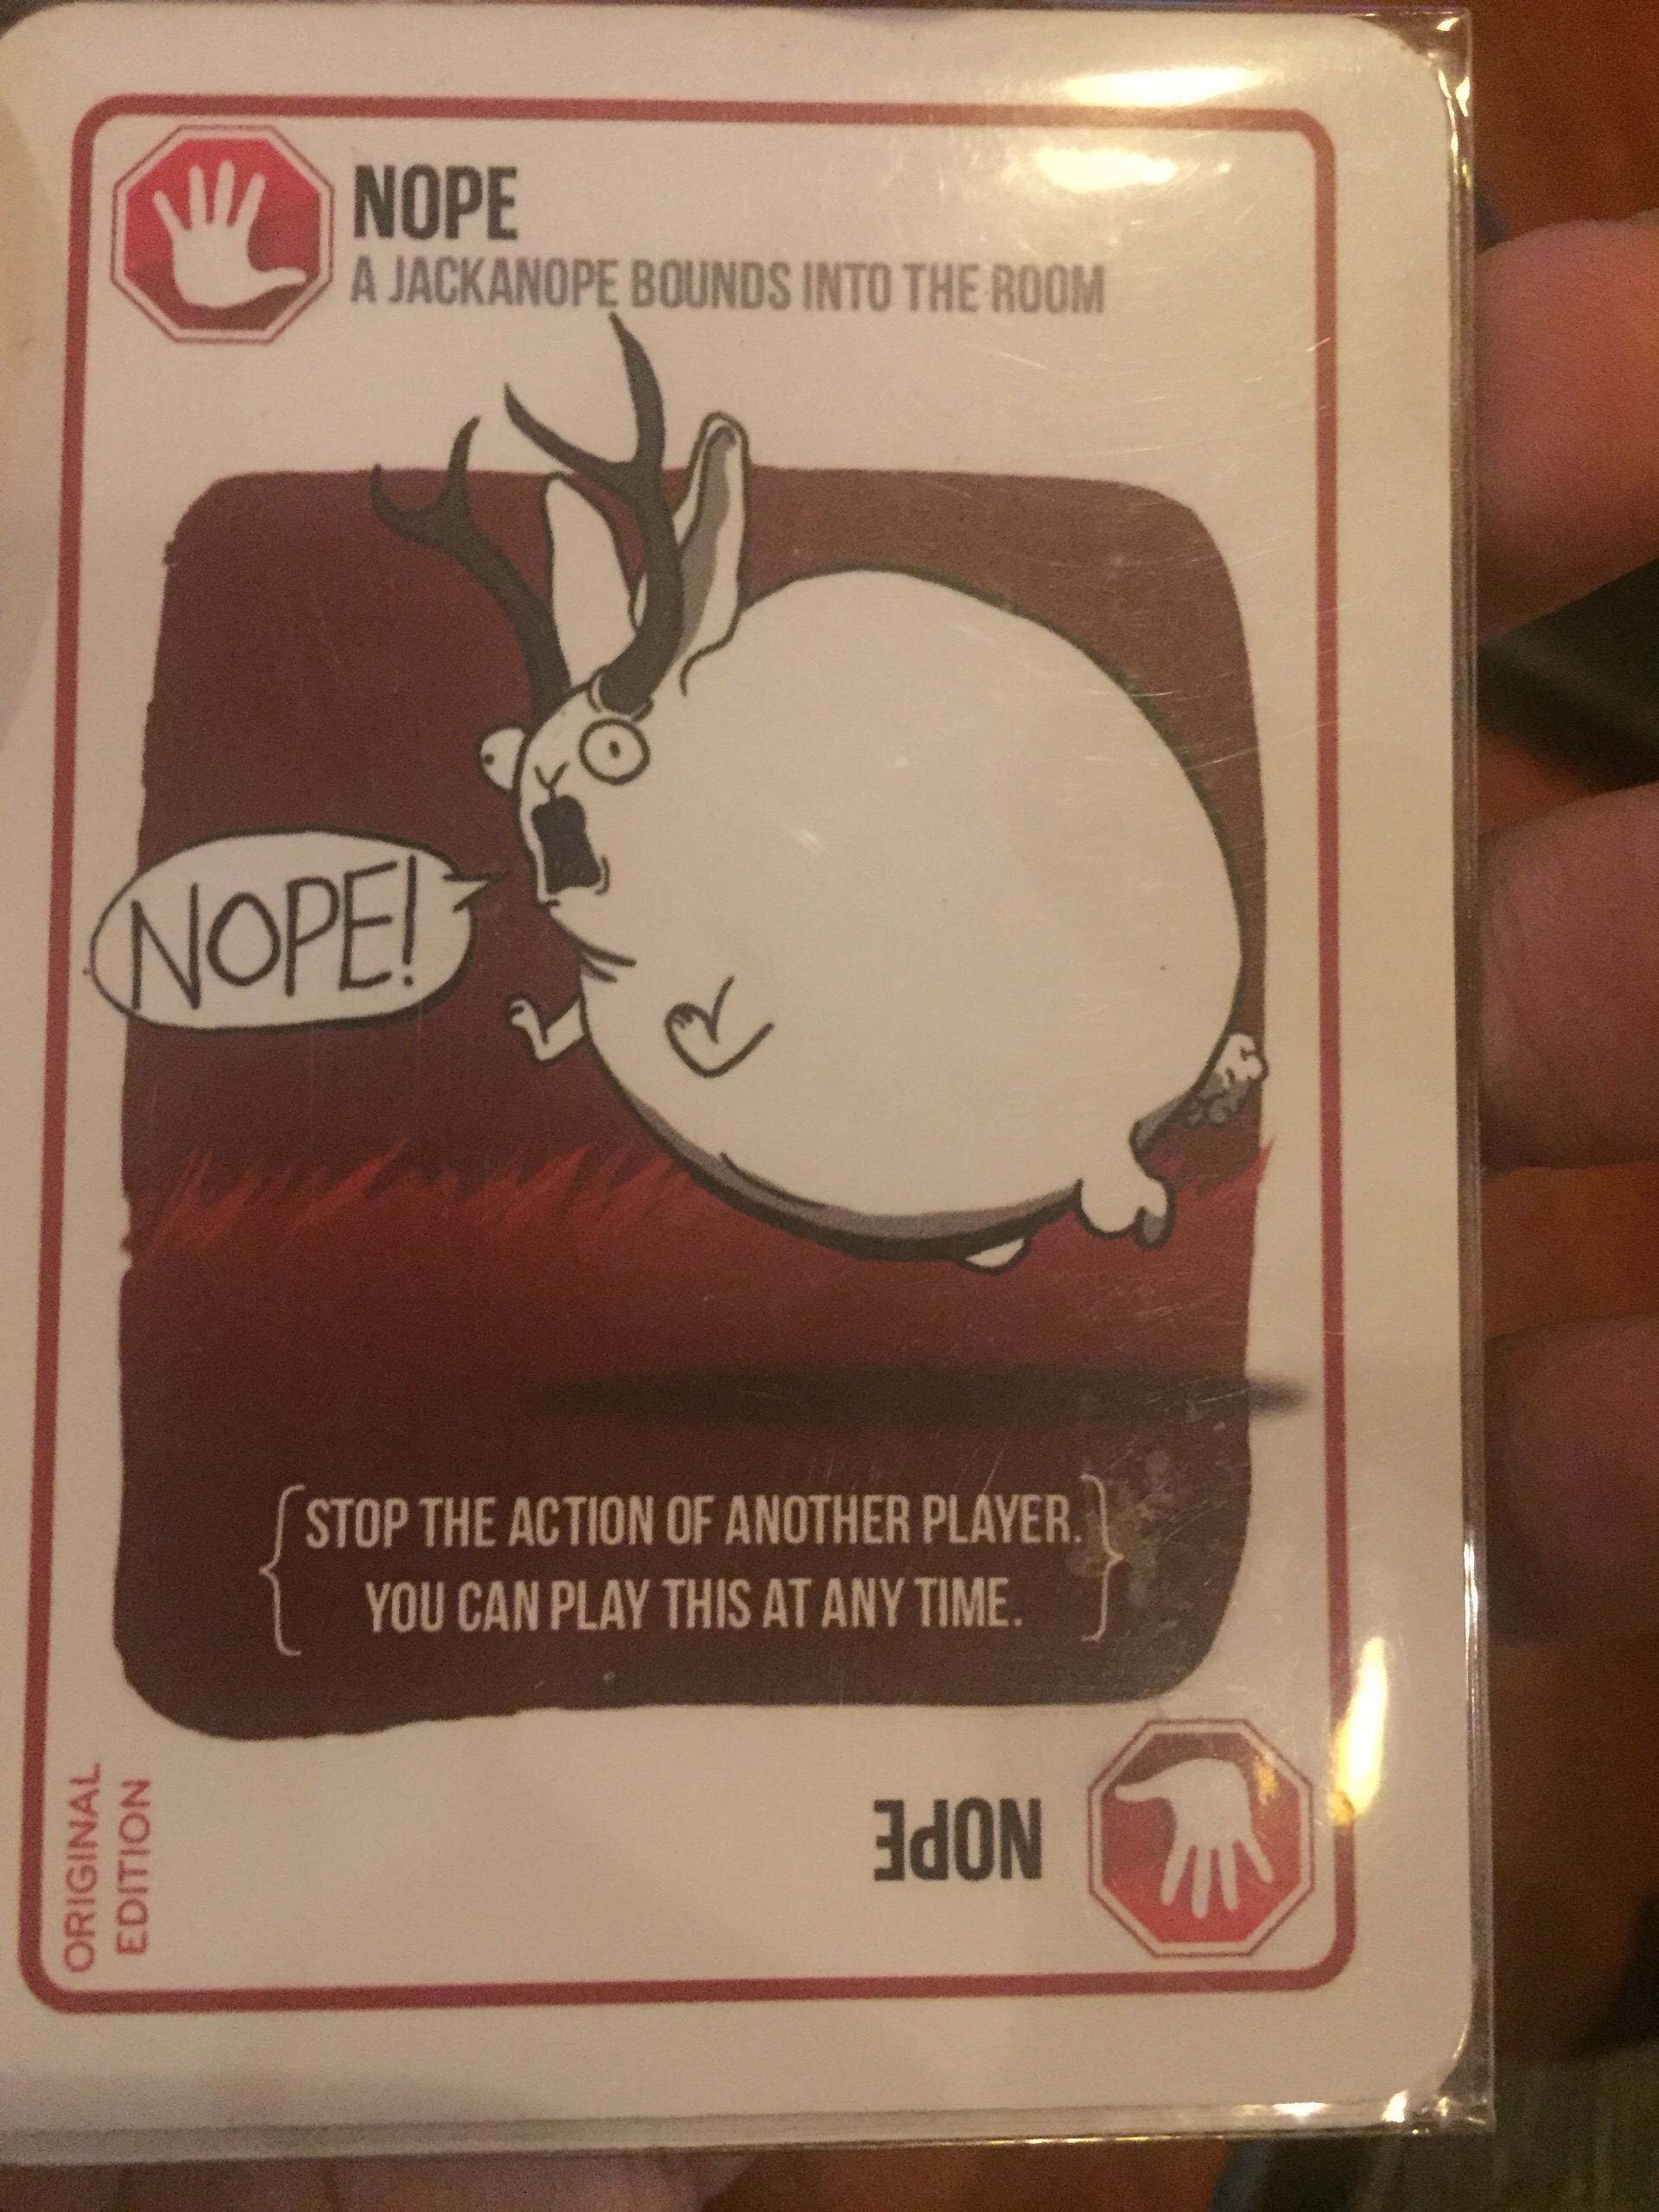 NOPE
A JACKANOPE BOUNDS INTO THE ROOM
NOPE!
STOP THE ACTION OF ANOTHER PLAYER.
YOU CAN PLAY THIS AT ANY TIME.
ORIGINAL
EDITION
NOPE